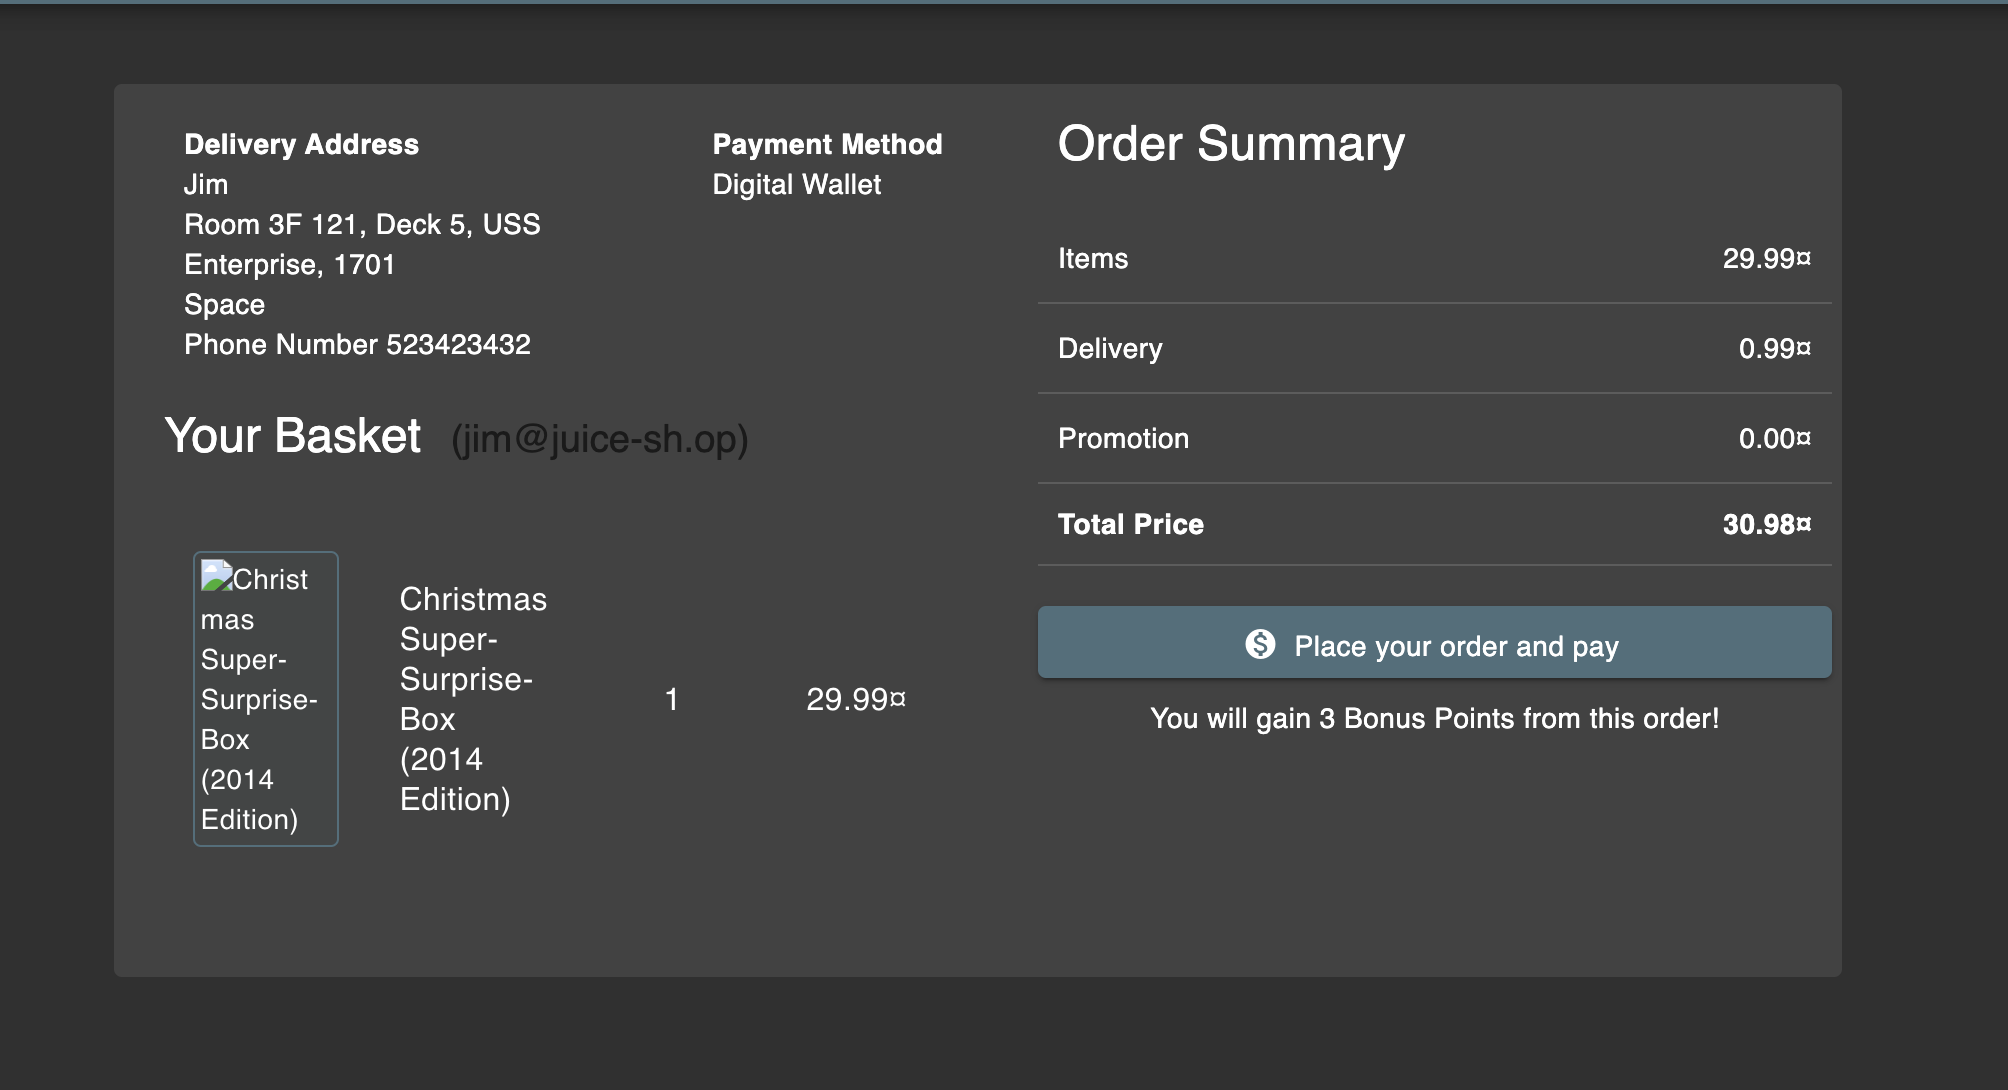 Delivery Address
Jim
Room 3F 121, Deck 5, USS
Enterprise, 1701
Space
Phone Number 523423432
Payment Method
Digital Wallet
Your Basket (jim@juice-sh.op)
Christ
mas
Super-
Surprise-
Box
(2014
Edition)
Christmas
Super-
Surprise-
Box
(2014
Edition)
1
29.99¤
Order Summary
Items 29.99¤
Delivery 0.99¤
Promotion 0.00¤
Total Price 30.98¤
Place your order and pay
You will gain 3 Bonus Points from this order!